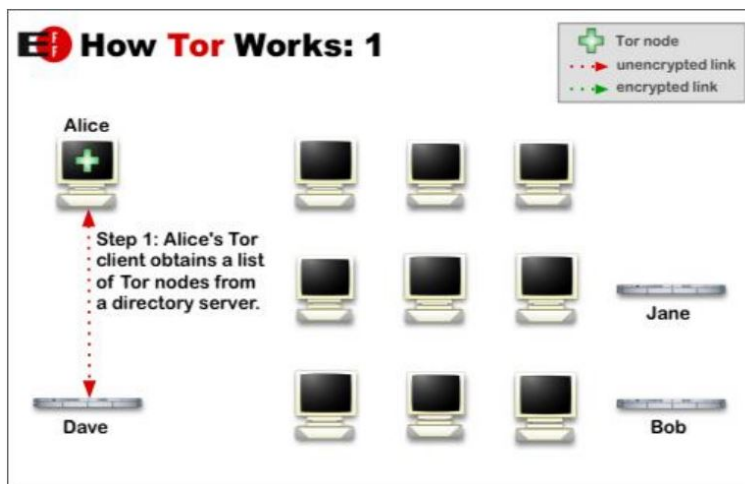 EFF How Tor Works: 1
Tor node
unencrypted link
encrypted link
Alice
Step 1: Alice's Tor
client obtains a list
of Tor nodes from
a directory server.
Jane
Dave
Bob